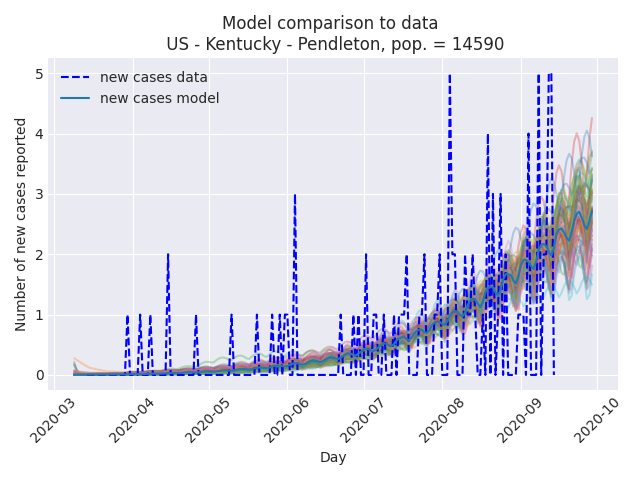 Model comparison to data
US - Kentucky - Pendleton, pop. = 14590
new cases data
new cases model
Number of new cases reported
5
4
3
2
1
0
2020-03
2020-04
2020-05
2020-06
2020-07
2020-08
2020-09
2020-10
Day